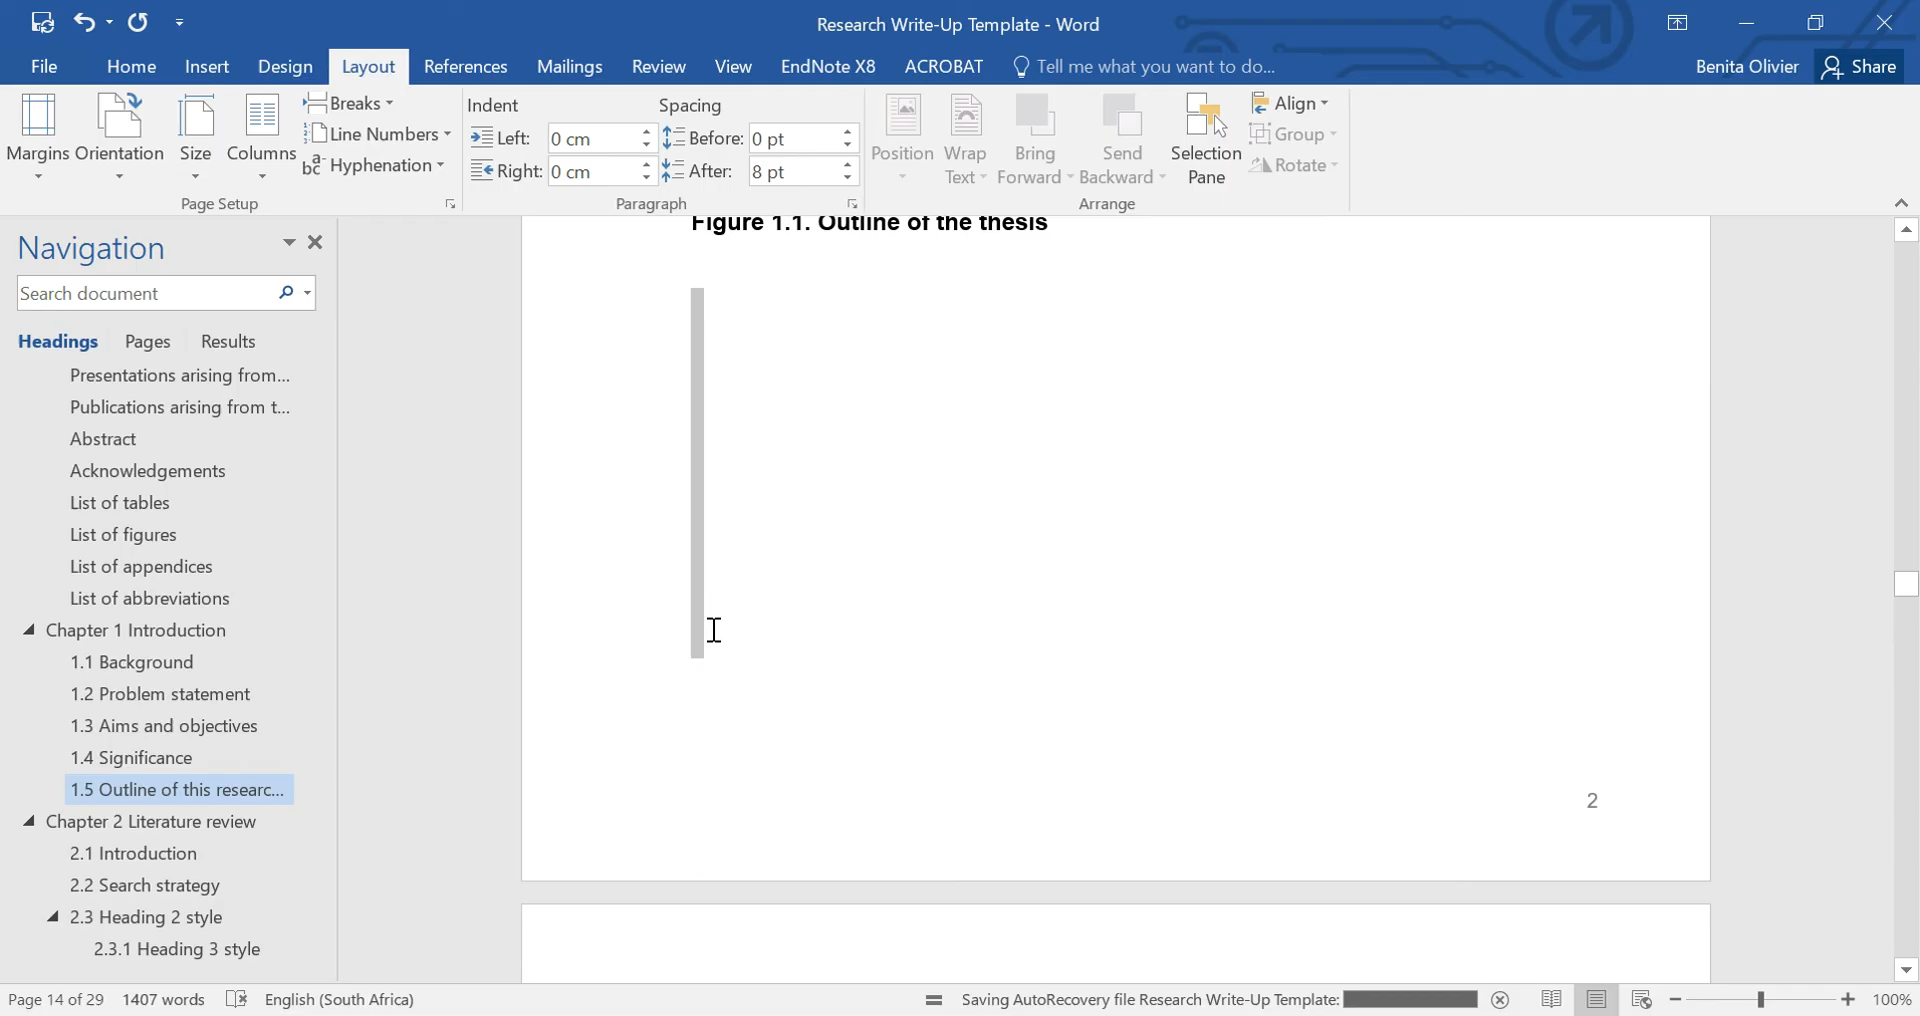 Research Write-Up Template - Word
File Home Insert Design Layout References Mailings Review View EndNote X8 ACROBAT Tell me what you want to do... Benita Olivier Share
Margins
Orientation
Size
Columns
Breaks
Line Numbers
Hyphenation
Page Setup
Indent
Left: 0 cm
Right: 0 cm
Spacing
Before: 0 pt
After: 8 pt
Paragraph
Position
Wrap
Text
Bring
Forward
Send
Backward
Selection
Pane
Align
Group
Rotate
Arrange
Navigation
Search document
Headings Pages Results
Presentations arising from...
Publications arising from t...
Abstract
Acknowledgements
List of tables
List of figures
List of appendices
List of abbreviations
Chapter 1 Introduction
1.1 Background
1.2 Problem statement
1.3 Aims and objectives
1.4 Significance
1.5 Outline of this researc...
Chapter 2 Literature review
2.1 Introduction
2.2 Search strategy
2.3 Heading 2 style
2.3.1 Heading 3 style
Figure 1.1. Outline of the thesis
2
Page 14 of 29 1407 words English (South Africa) Saving AutoRecovery file Research Write-Up Template: 100%